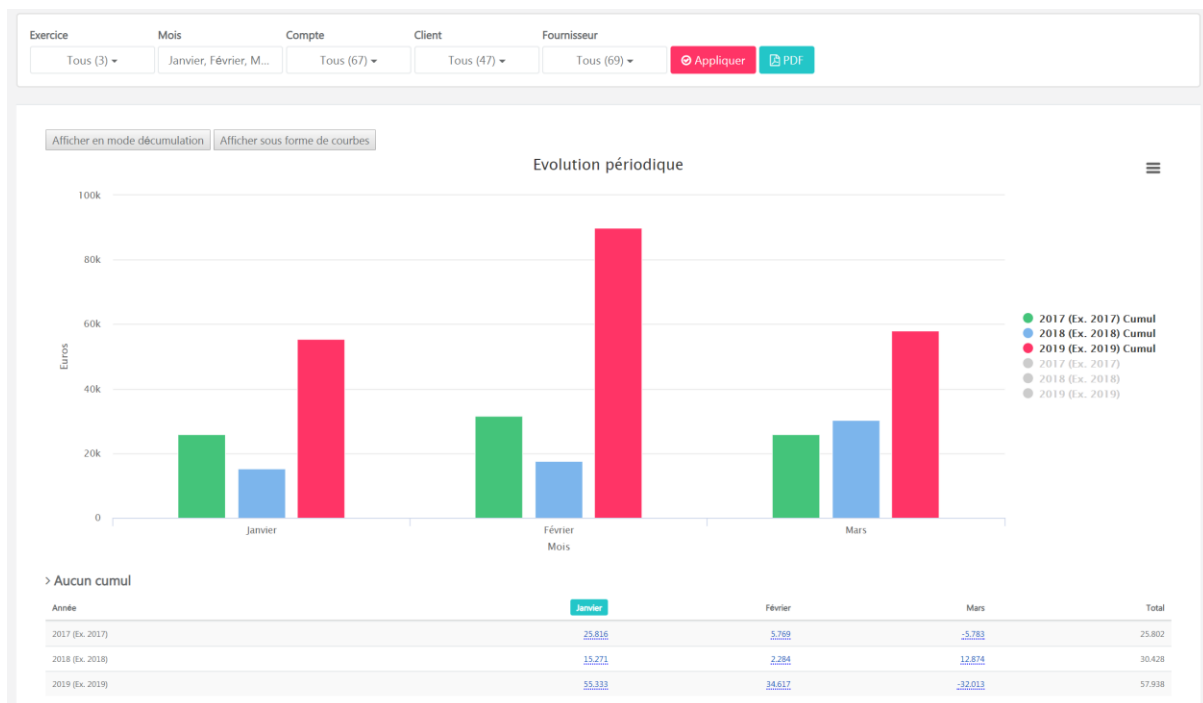 Exercice Mois Compte Client Fournisseur
Tous (3) Janvier, Février, M... Tous (67) Tous (47) Tous (69) Appliquer PDF
Afficher en mode décumulation Afficher sous forme de courbes
Evolution périodique
100k
80k
60k
40k
20k
0
Euros
Janvier Février Mars
Mois
2017 (Ex. 2017) Cumul
2018 (Ex. 2018) Cumul
2019 (Ex. 2019) Cumul
2017 (Ex. 2017)
2018 (Ex. 2018)
2019 (Ex. 2019)
> Aucun cumul
Année Janvier Février Mars Total
2017 (Ex. 2017) 25.816 5.769 -5.783 25.802
2018 (Ex. 2018) 15.271 2.284 12.874 30.428
2019 (Ex. 2019) 55.333 34.617 -32.013 57.938